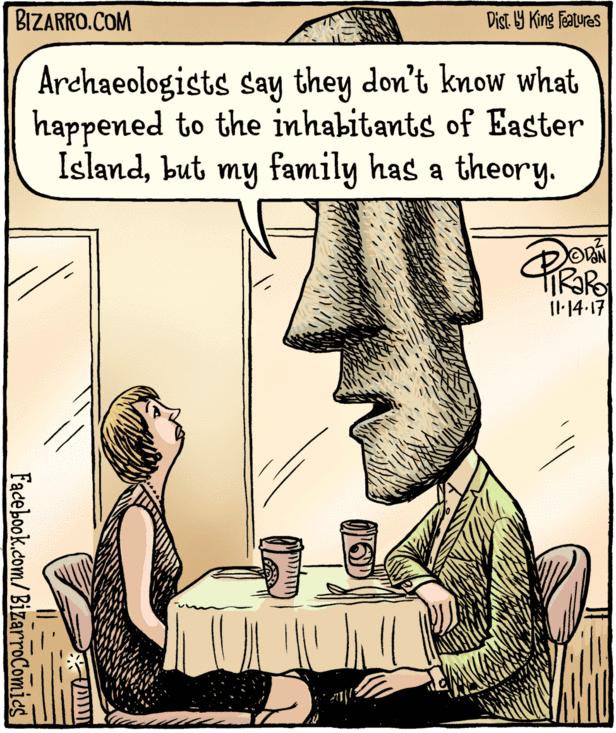 BIZARRO.COM
Dist. by King Features
Archaeologists say they don't know what
happened to the inhabitants of Easter
Island, but my family has a theory.
© DAN
2
PIRARO
11·14·17
Facebook.com/BizarroComics